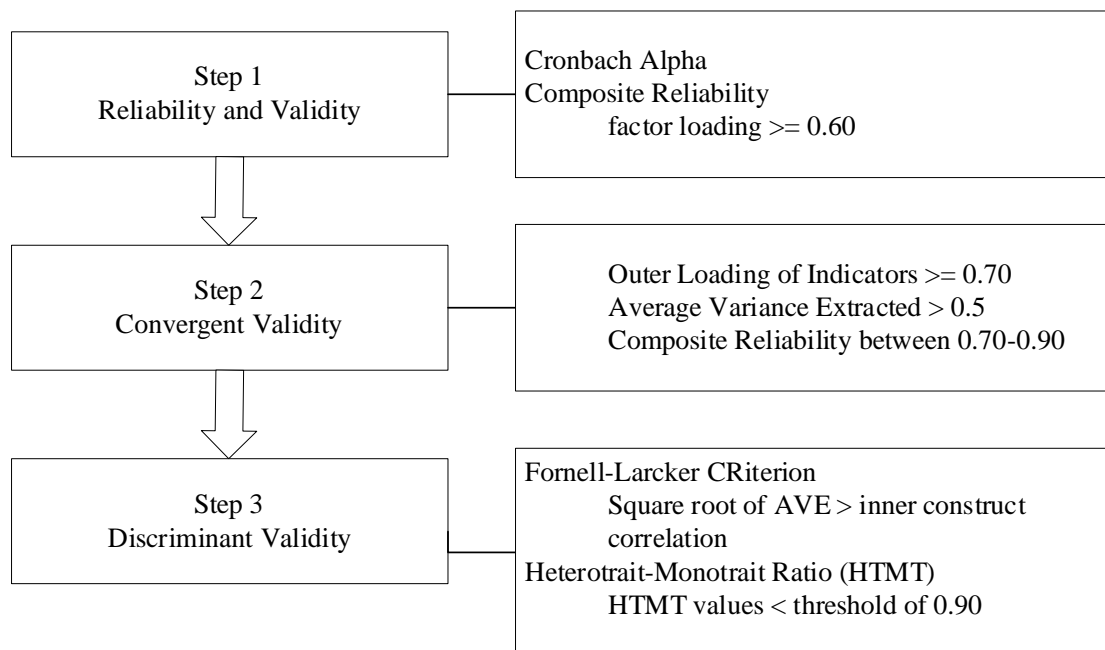 Step 1
Reliability and Validity
Cronbach Alpha
Composite Reliability
factor loading >= 0.60
Step 2
Convergent Validity
Outer Loading of Indicators >= 0.70
Average Variance Extracted > 0.5
Composite Reliability between 0.70-0.90
Step 3
Discriminant Validity
Fornell-Larcker CRiterion
Square root of AVE > inner construct
correlation
Heterotrait-Monotrait Ratio (HTMT)
HTMT values < threshold of 0.90